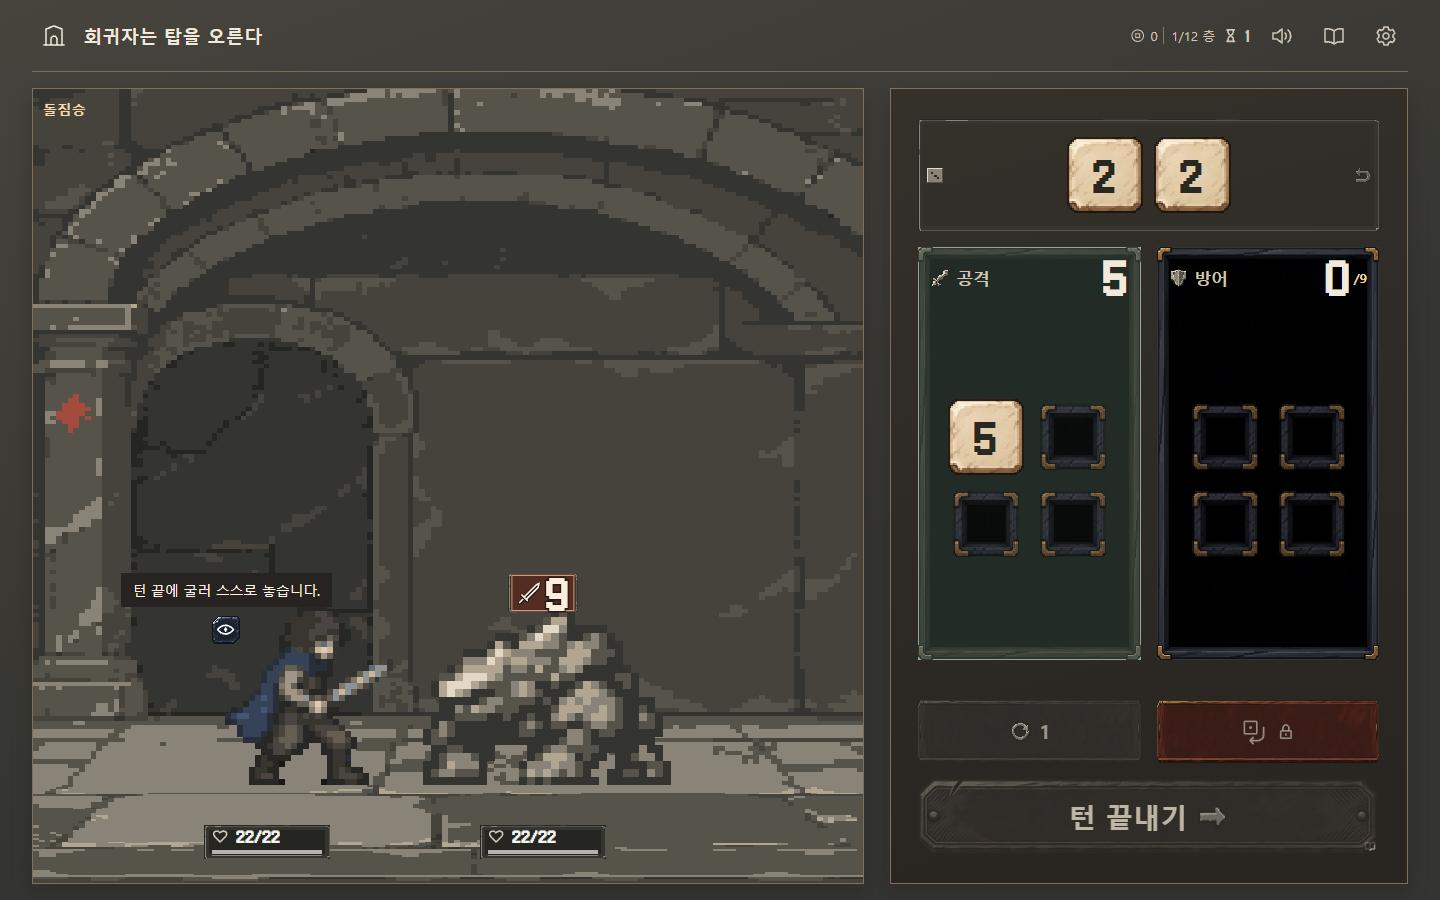 회귀자는 탑을 오른다
0
1/12 층
1
돌짐승
2
2
공격
5
방어
0/9
5
턴 끝에 굴러 스스로 놓습니다.
9
1
턴 끝내기
22/22
22/22